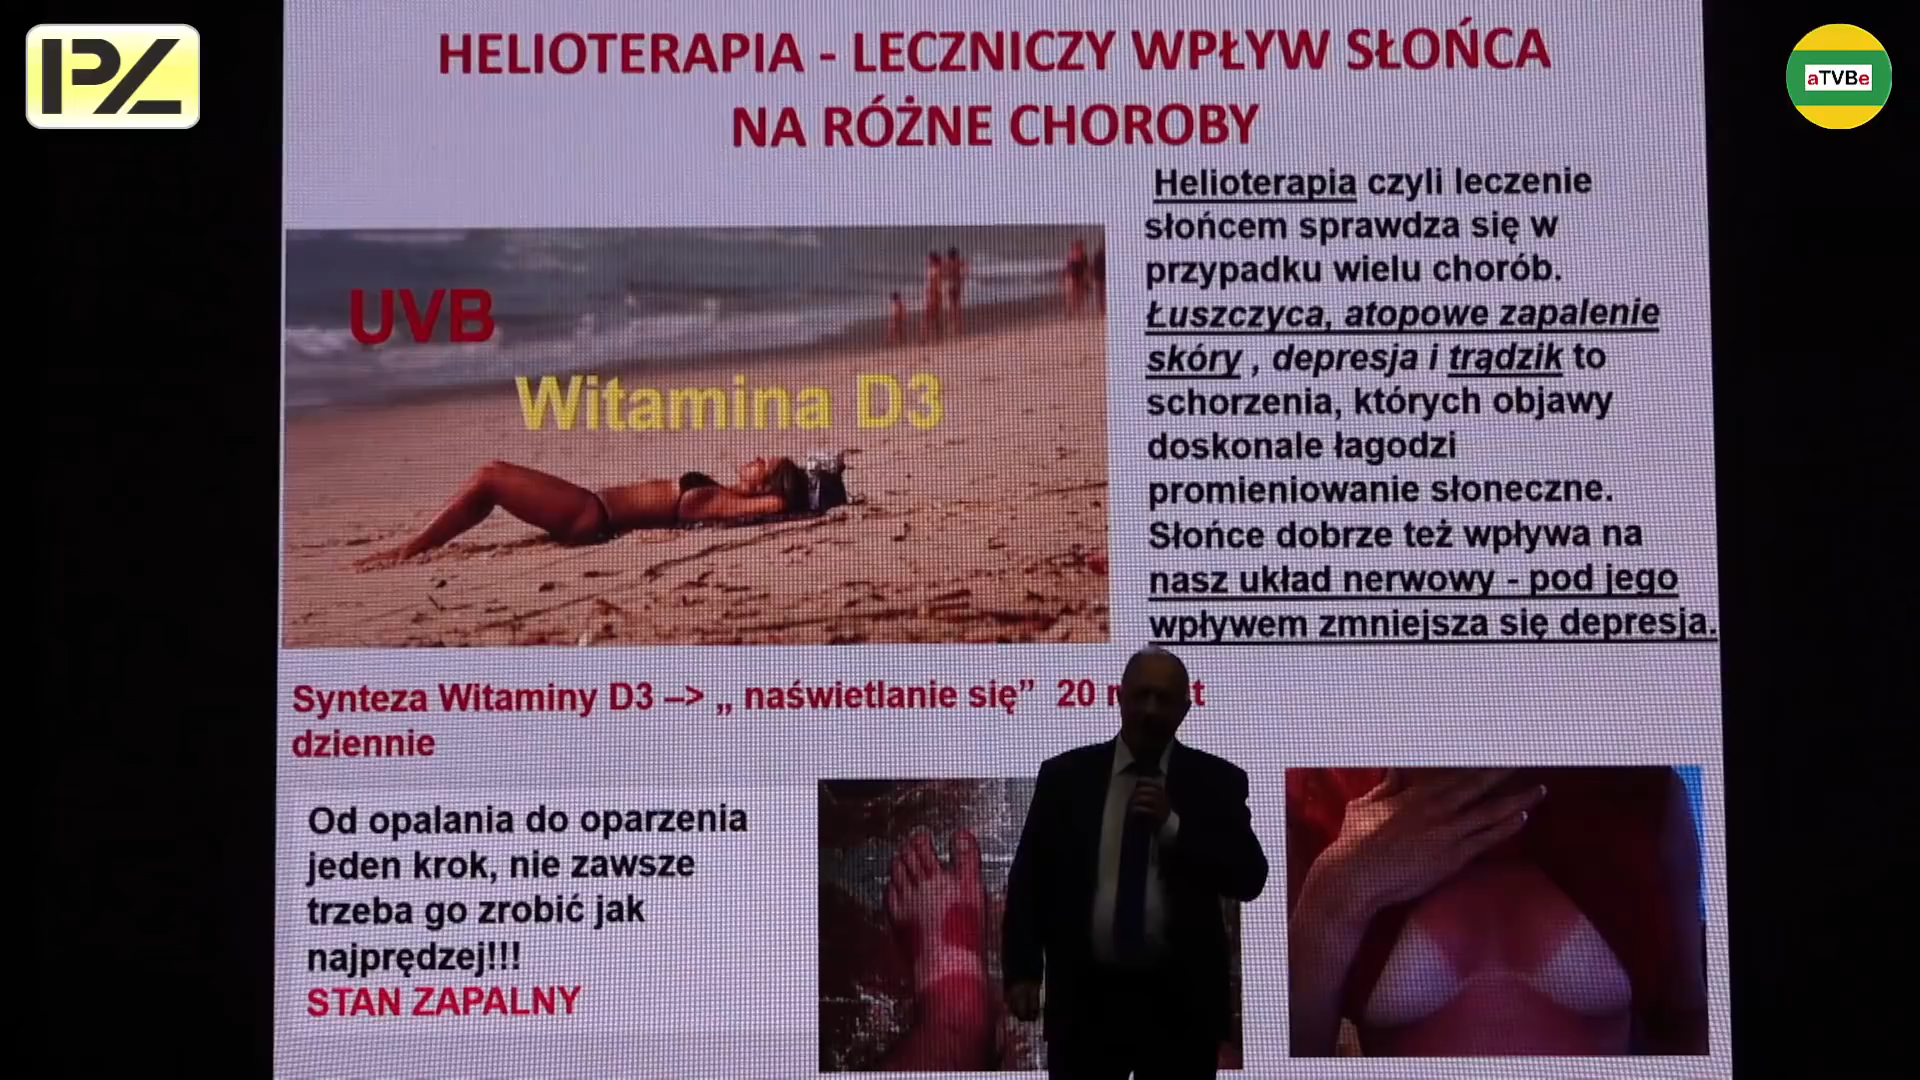 PZ
aTVBe
HELIOTERAPIA - LECZNICZY WPŁYW SŁOŃCA
NA RÓŻNE CHOROBY
UVB
Witamina D3
Helioterapia czyli leczenie
słońcem sprawdza się w
przypadku wielu chorób.
Łuszczyca, atopowe zapalenie
skóry , depresja i trądzik to
schorzenia, których objawy
doskonale łagodzi
promieniowanie słoneczne.
Słońce dobrze też wpływa na
nasz układ nerwowy - pod jego
wpływem zmniejsza się depresja.
Synteza Witaminy D3 –> „ naświetlanie się” 20
dziennie
Od opalania do oparzenia
jeden krok, nie zawsze
trzeba go zrobić jak
najprędzej!!!
STAN ZAPALNY